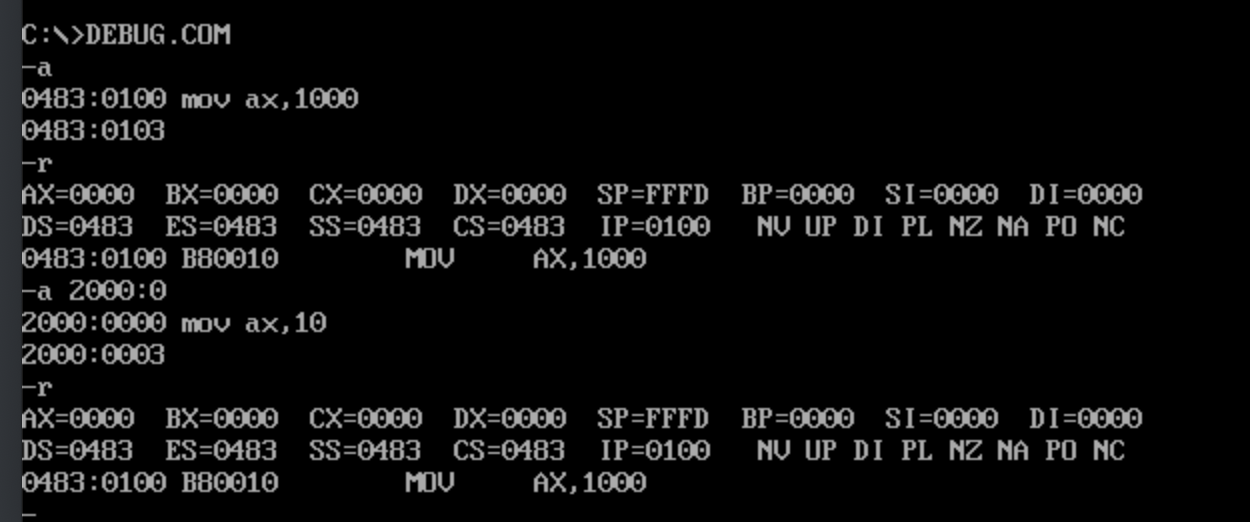 C:\>DEBUG.COM
-a
0483:0100 mov ax,1000
0483:0103
-r
AX=0000  BX=0000  CX=0000  DX=0000  SP=FFFD  BP=0000  SI=0000  DI=0000
DS=0483  ES=0483  SS=0483  CS=0483  IP=0100   NV UP DI PL NZ NA PO NC
0483:0100 B80010        MOV     AX,1000
-a 2000:0
2000:0000 mov ax,10
2000:0003
-r
AX=0000  BX=0000  CX=0000  DX=0000  SP=FFFD  BP=0000  SI=0000  DI=0000
DS=0483  ES=0483  SS=0483  CS=0483  IP=0100   NV UP DI PL NZ NA PO NC
0483:0100 B80010        MOV     AX,1000
-